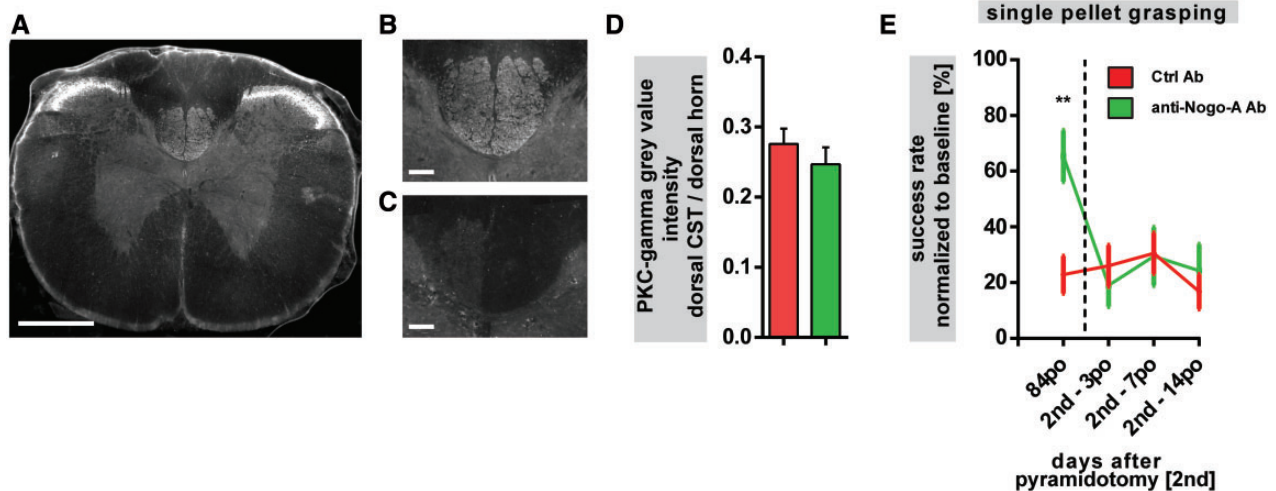 A
B
C
D
PKC-gamma grey value
intensity
dorsal CST / dorsal horn
0.4
0.3
0.2
0.1
0.0
single pellet grasping
E
success rate
normalized to baseline [%]
100
80
60
40
20
0
**
Ctrl Ab
anti-Nogo-A Ab
84po
2nd - 3po
2nd - 7po
2nd - 14po
days after
pyramidotomy [2nd]